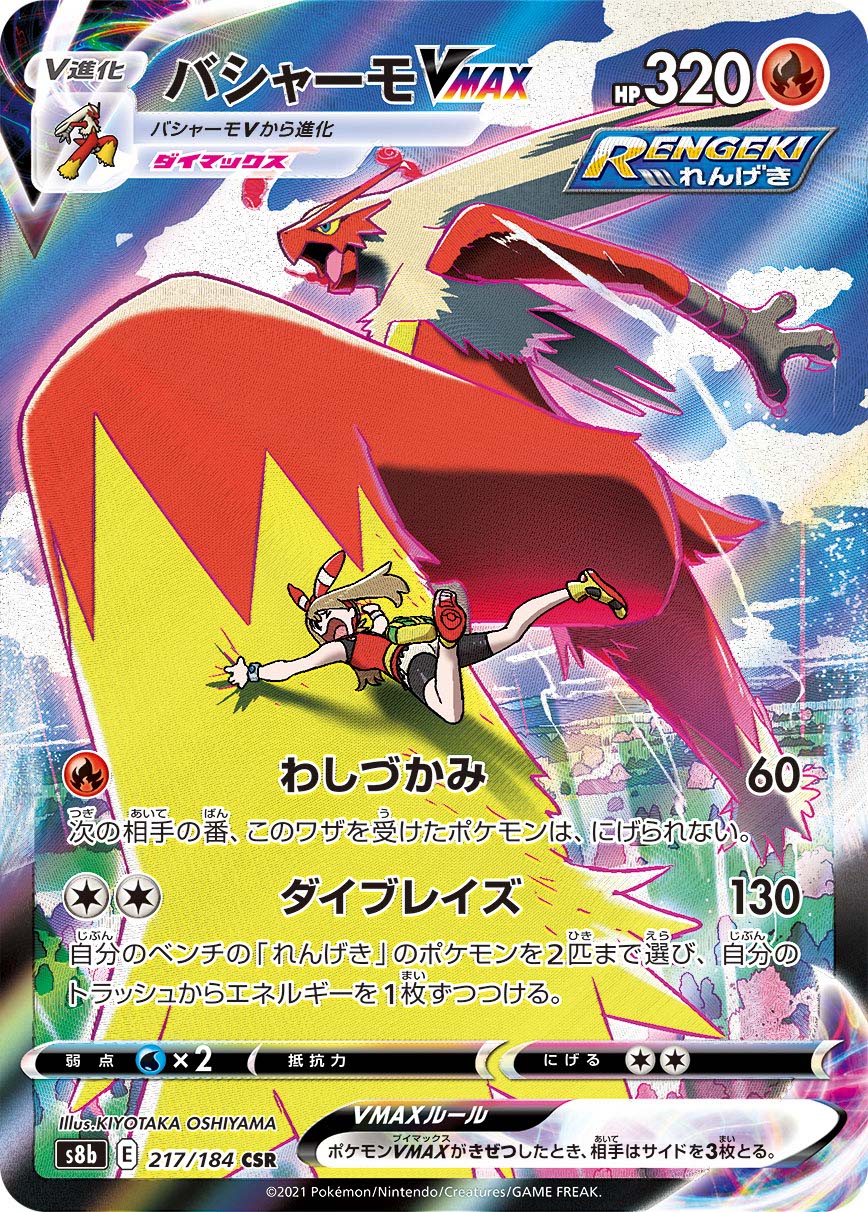 V進化
バシャーモVMAX
HP320
バシャーモVから進化
ダイマックス
RENGEKI
れんげき
わしづかみ 60
次の相手の番、このワザを受けたポケモンは、にげられない。
ダイブレイズ 130
自分のベンチの「れんげき」のポケモンを2匹まで選び、自分の
トラッシュからエネルギーを1枚ずつつける。
弱点 ×2 抵抗力 にげる
Illus.KIYOTAKA OSHIYAMA
VMAXルール
ポケモンVMAXがきぜつしたとき、相手はサイドを3枚とる。
s8b E 217/184 CSR
©2021 Pokémon/Nintendo/Creatures/GAME FREAK.